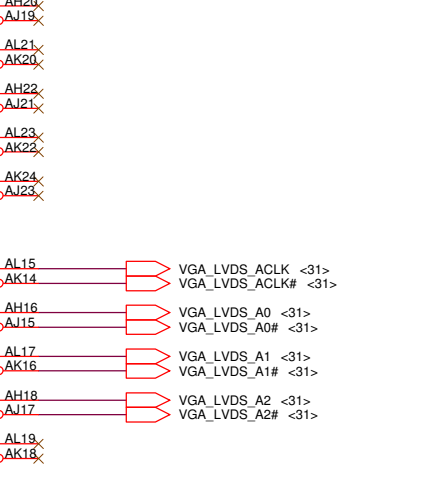 AH20
AJ19
AL21
AK20
AH22
AJ21
AL23
AK22
AK24
AJ23
AL15 VGA_LVDS_ACLK <31>
AK14 VGA_LVDS_ACLK# <31>
AH16 VGA_LVDS_A0 <31>
AJ15 VGA_LVDS_A0# <31>
AL17 VGA_LVDS_A1 <31>
AK16 VGA_LVDS_A1# <31>
AH18 VGA_LVDS_A2 <31>
AJ17 VGA_LVDS_A2# <31>
AL19
AK18